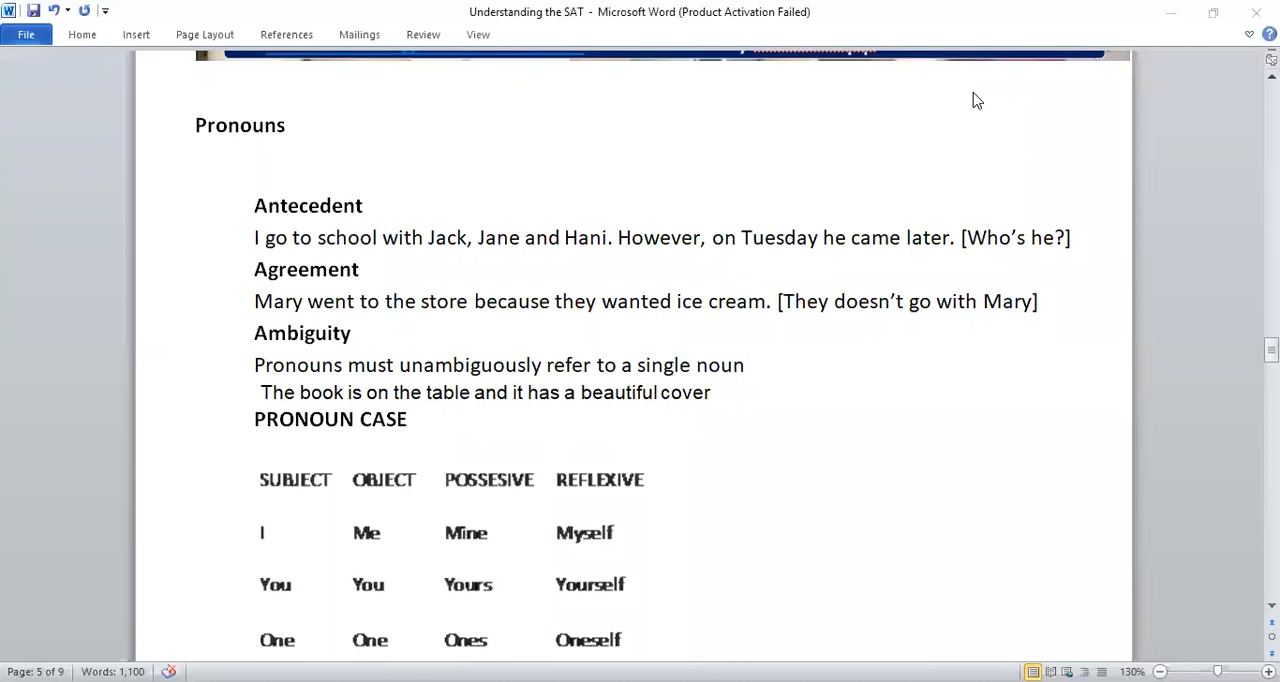 Understanding the SAT - Microsoft Word (Product Activation Failed)
File Home Insert Page Layout References Mailings Review View
Pronouns
Antecedent
I go to school with Jack, Jane and Hani. However, on Tuesday he came later. [Who's he?]
Agreement
Mary went to the store because they wanted ice cream. [They doesn't go with Mary]
Ambiguity
Pronouns must unambiguously refer to a single noun
The book is on the table and it has a beautiful cover
PRONOUN CASE
SUBJECT OBJECT POSSESIVE REFLEXIVE
I Me Mine Myself
You You Yours Yourself
One One Ones Oneself
Page: 5 of 9 Words: 1,100 130%